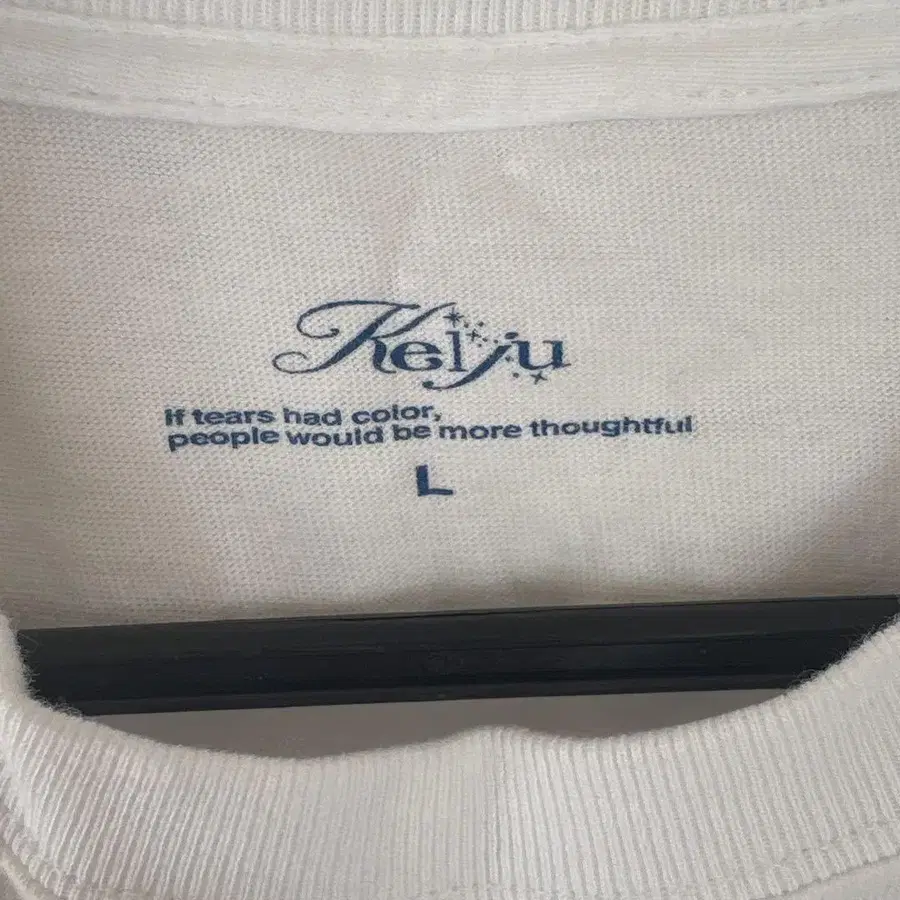 Keiju
If tears had color,
people would be more thoughtful
L